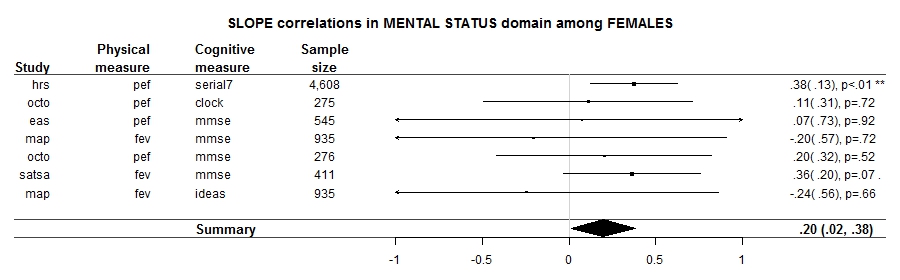 SLOPE correlations in MENTAL STATUS domain among FEMALES
Physical Cognitive Sample
Study measure measure size
hrs pef serial7 4,608 .38( .13), p<.01 **
octo pef clock 275 .11( .31), p=.72
eas pef mmse 545 .07( .73), p=.92
map fev mmse 935 -.20( .57), p=.72
octo pef mmse 276 .20( .32), p=.52
satsa fev mmse 411 .36( .20), p=.07 .
map fev ideas 935 -.24( .56), p=.66
Summary .20 (.02, .38)
-1 -0.5 0 0.5 1